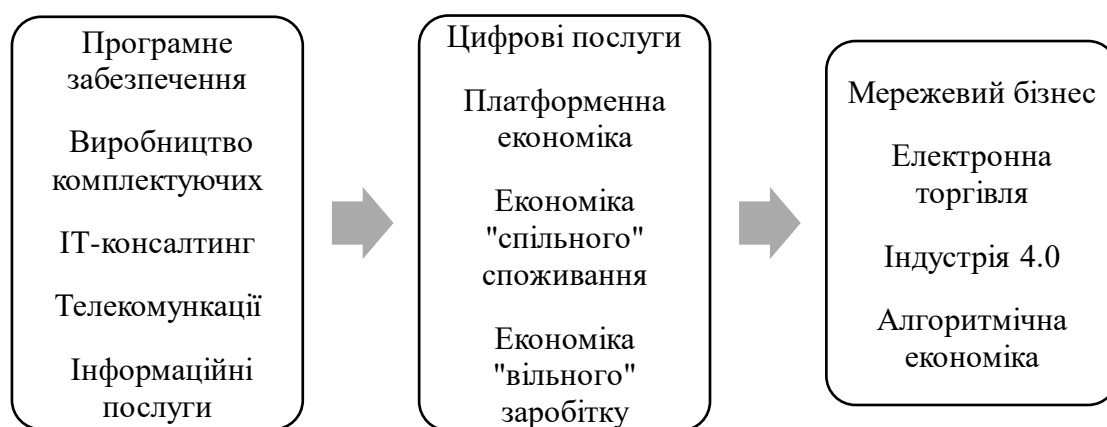 Програмне
забезпечення
Виробництво
комплектуючих
ІТ-консалтинг
Телекомункації
Інформаційні
послуги
Цифрові послуги
Платформенна
економіка
Економіка
"спільного"
споживання
Економіка
"вільного"
заробітку
Мережевий бізнес
Електронна
торгівля
Індустрія 4.0
Алгоритмічна
економіка